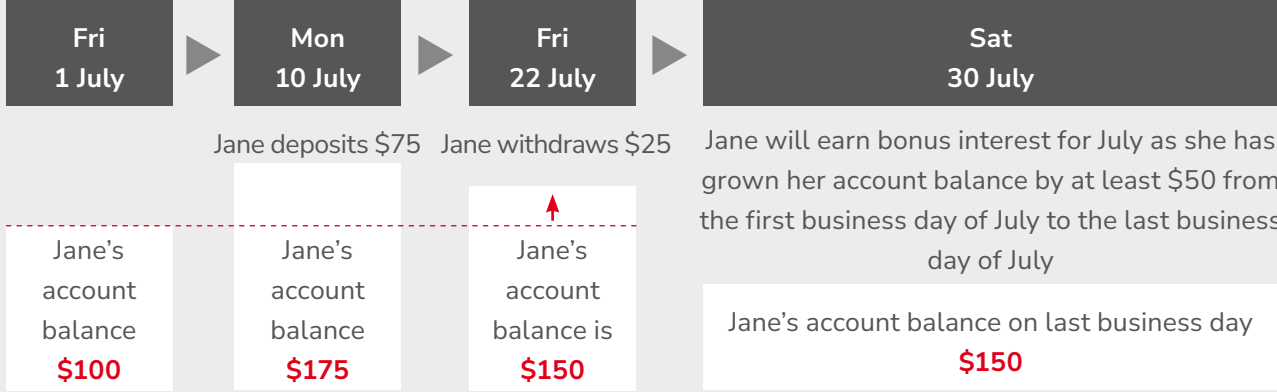 Fri
1 July
Mon
10 July
Fri
22 July
Sat
30 July
Jane deposits $75
Jane withdraws $25
Jane will earn bonus interest for July as she has
grown her account balance by at least $50 from
the first business day of July to the last business
day of July
Jane’s
account
balance
$100
Jane’s
account
balance
$175
Jane’s
account
balance is
$150
Jane’s account balance on last business day
$150